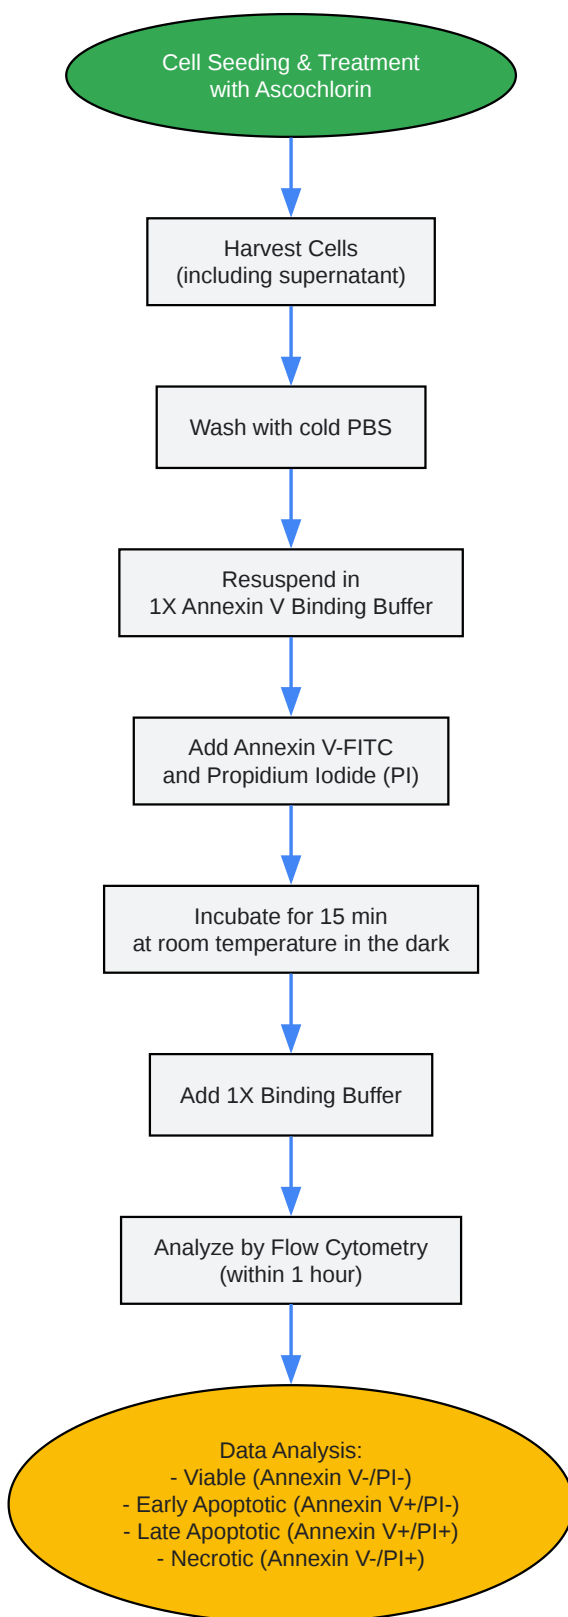 Cell Seeding & Treatment
with Ascochlorin
Harvest Cells
(including supernatant)
Wash with cold PBS
Resuspend in
1X Annexin V Binding Buffer
Add Annexin V-FITC
and Propidium Iodide (PI)
Incubate for 15 min
at room temperature in the dark
Add 1X Binding Buffer
Analyze by Flow Cytometry
(within 1 hour)
Data Analysis:
- Viable (Annexin V-/PI-)
- Early Apoptotic (Annexin V+/PI-)
- Late Apoptotic (Annexin V+/PI+)
- Necrotic (Annexin V-/PI+)